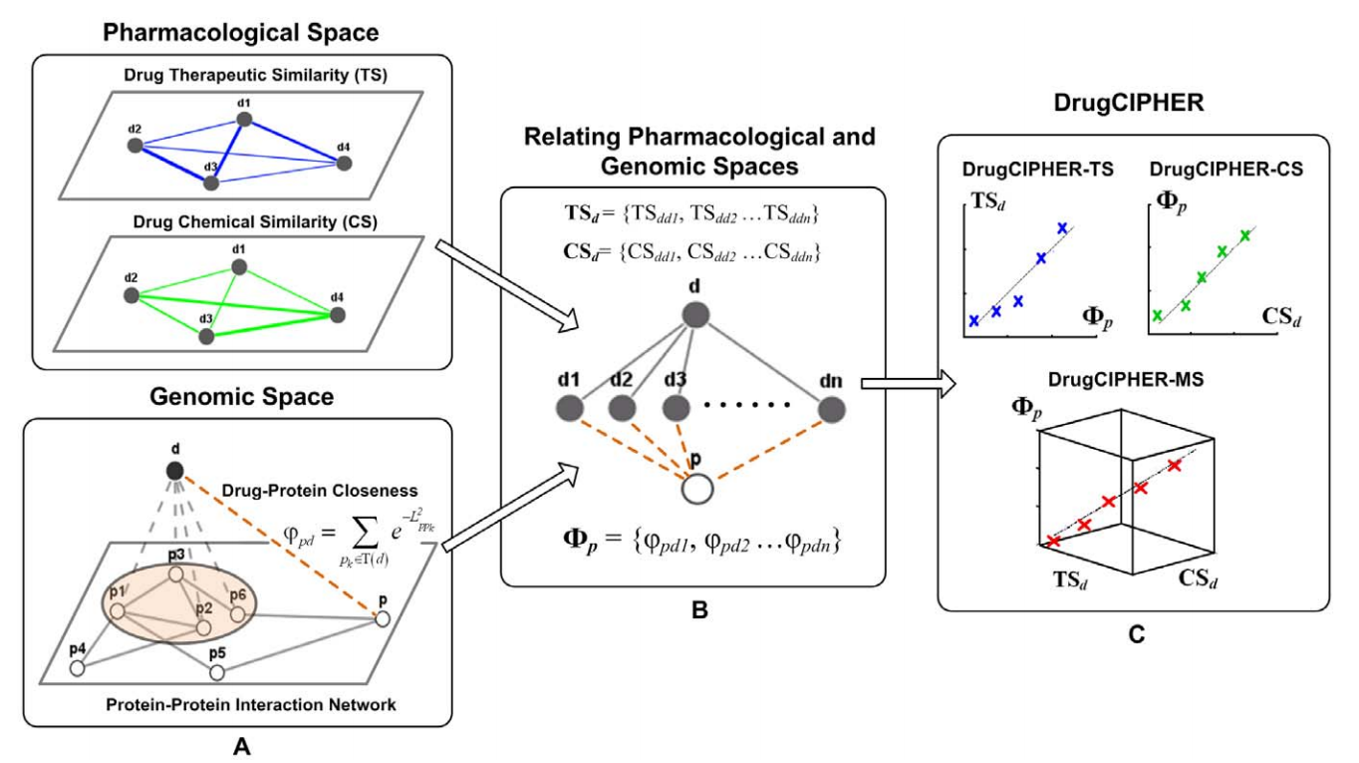 Pharmacological Space
Drug Therapeutic Similarity (TS)
d1
d2
d4
d3
Drug Chemical Similarity (CS)
d1
d2
d4
d3
Genomic Space
d
Drug-Protein Closeness
φpd = ∑ e^−L²ppk
pk∈T(d)
p3
p1
p2
p6
p
p4
p5
Protein-Protein Interaction Network
A
Relating Pharmacological and
Genomic Spaces
TSd= {TSdd1, TSdd2 …TSddn}
CSd= {CSdd1, CSdd2 …CSddn}
d
d1 d2 d3 ······ dn
p
Φp = {φpd1, φpd2 …φpdn}
B
DrugCIPHER
DrugCIPHER-TS
TSd
Φp
DrugCIPHER-CS
Φp
CSd
DrugCIPHER-MS
Φp
TSd
CSd
C